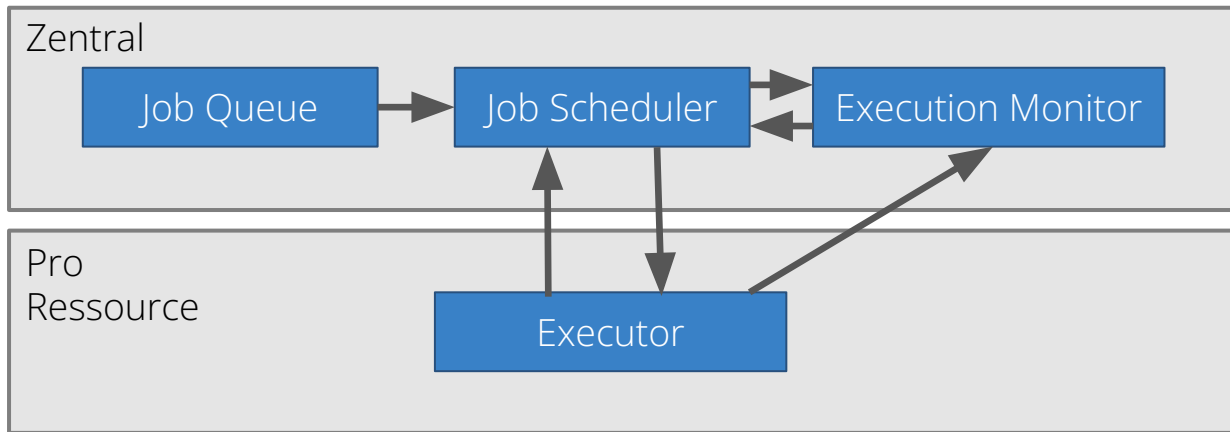 Zentral
Job Queue
Job Scheduler
Execution Monitor
Pro
Ressource
Executor